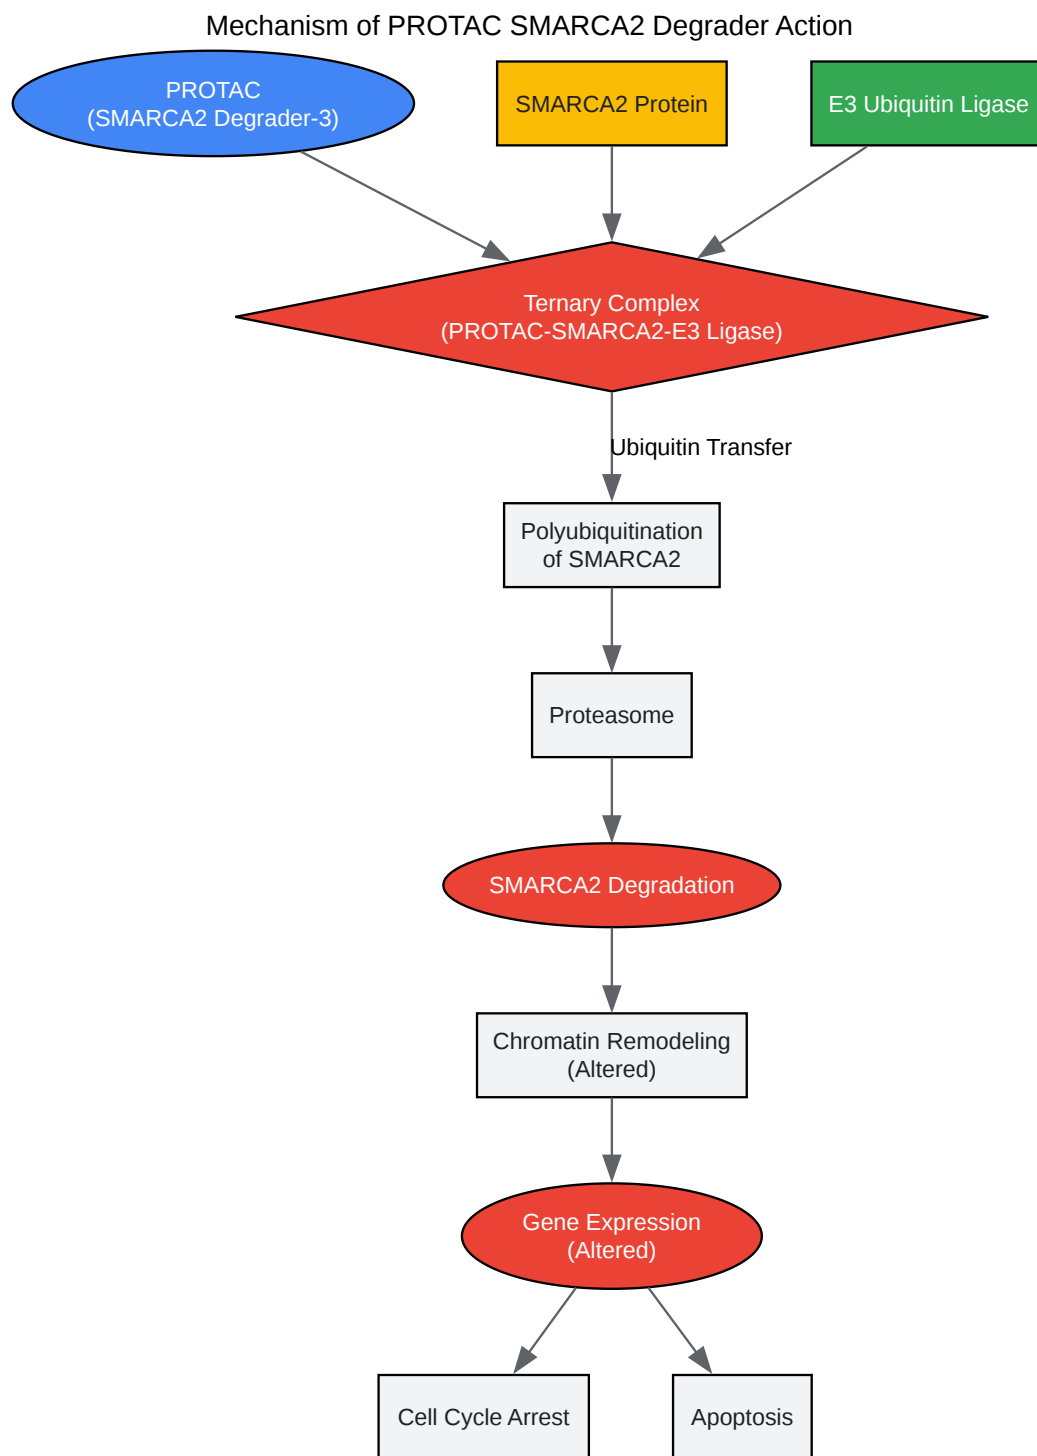 Mechanism of PROTAC SMARCA2 Degrader Action
PROTAC
(SMARCA2 Degrader-3)
SMARCA2 Protein
E3 Ubiquitin Ligase
Ternary Complex
(PROTAC-SMARCA2-E3 Ligase)
Ubiquitin Transfer
Polyubiquitination
of SMARCA2
Proteasome
SMARCA2 Degradation
Chromatin Remodeling
(Altered)
Gene Expression
(Altered)
Cell Cycle Arrest
Apoptosis